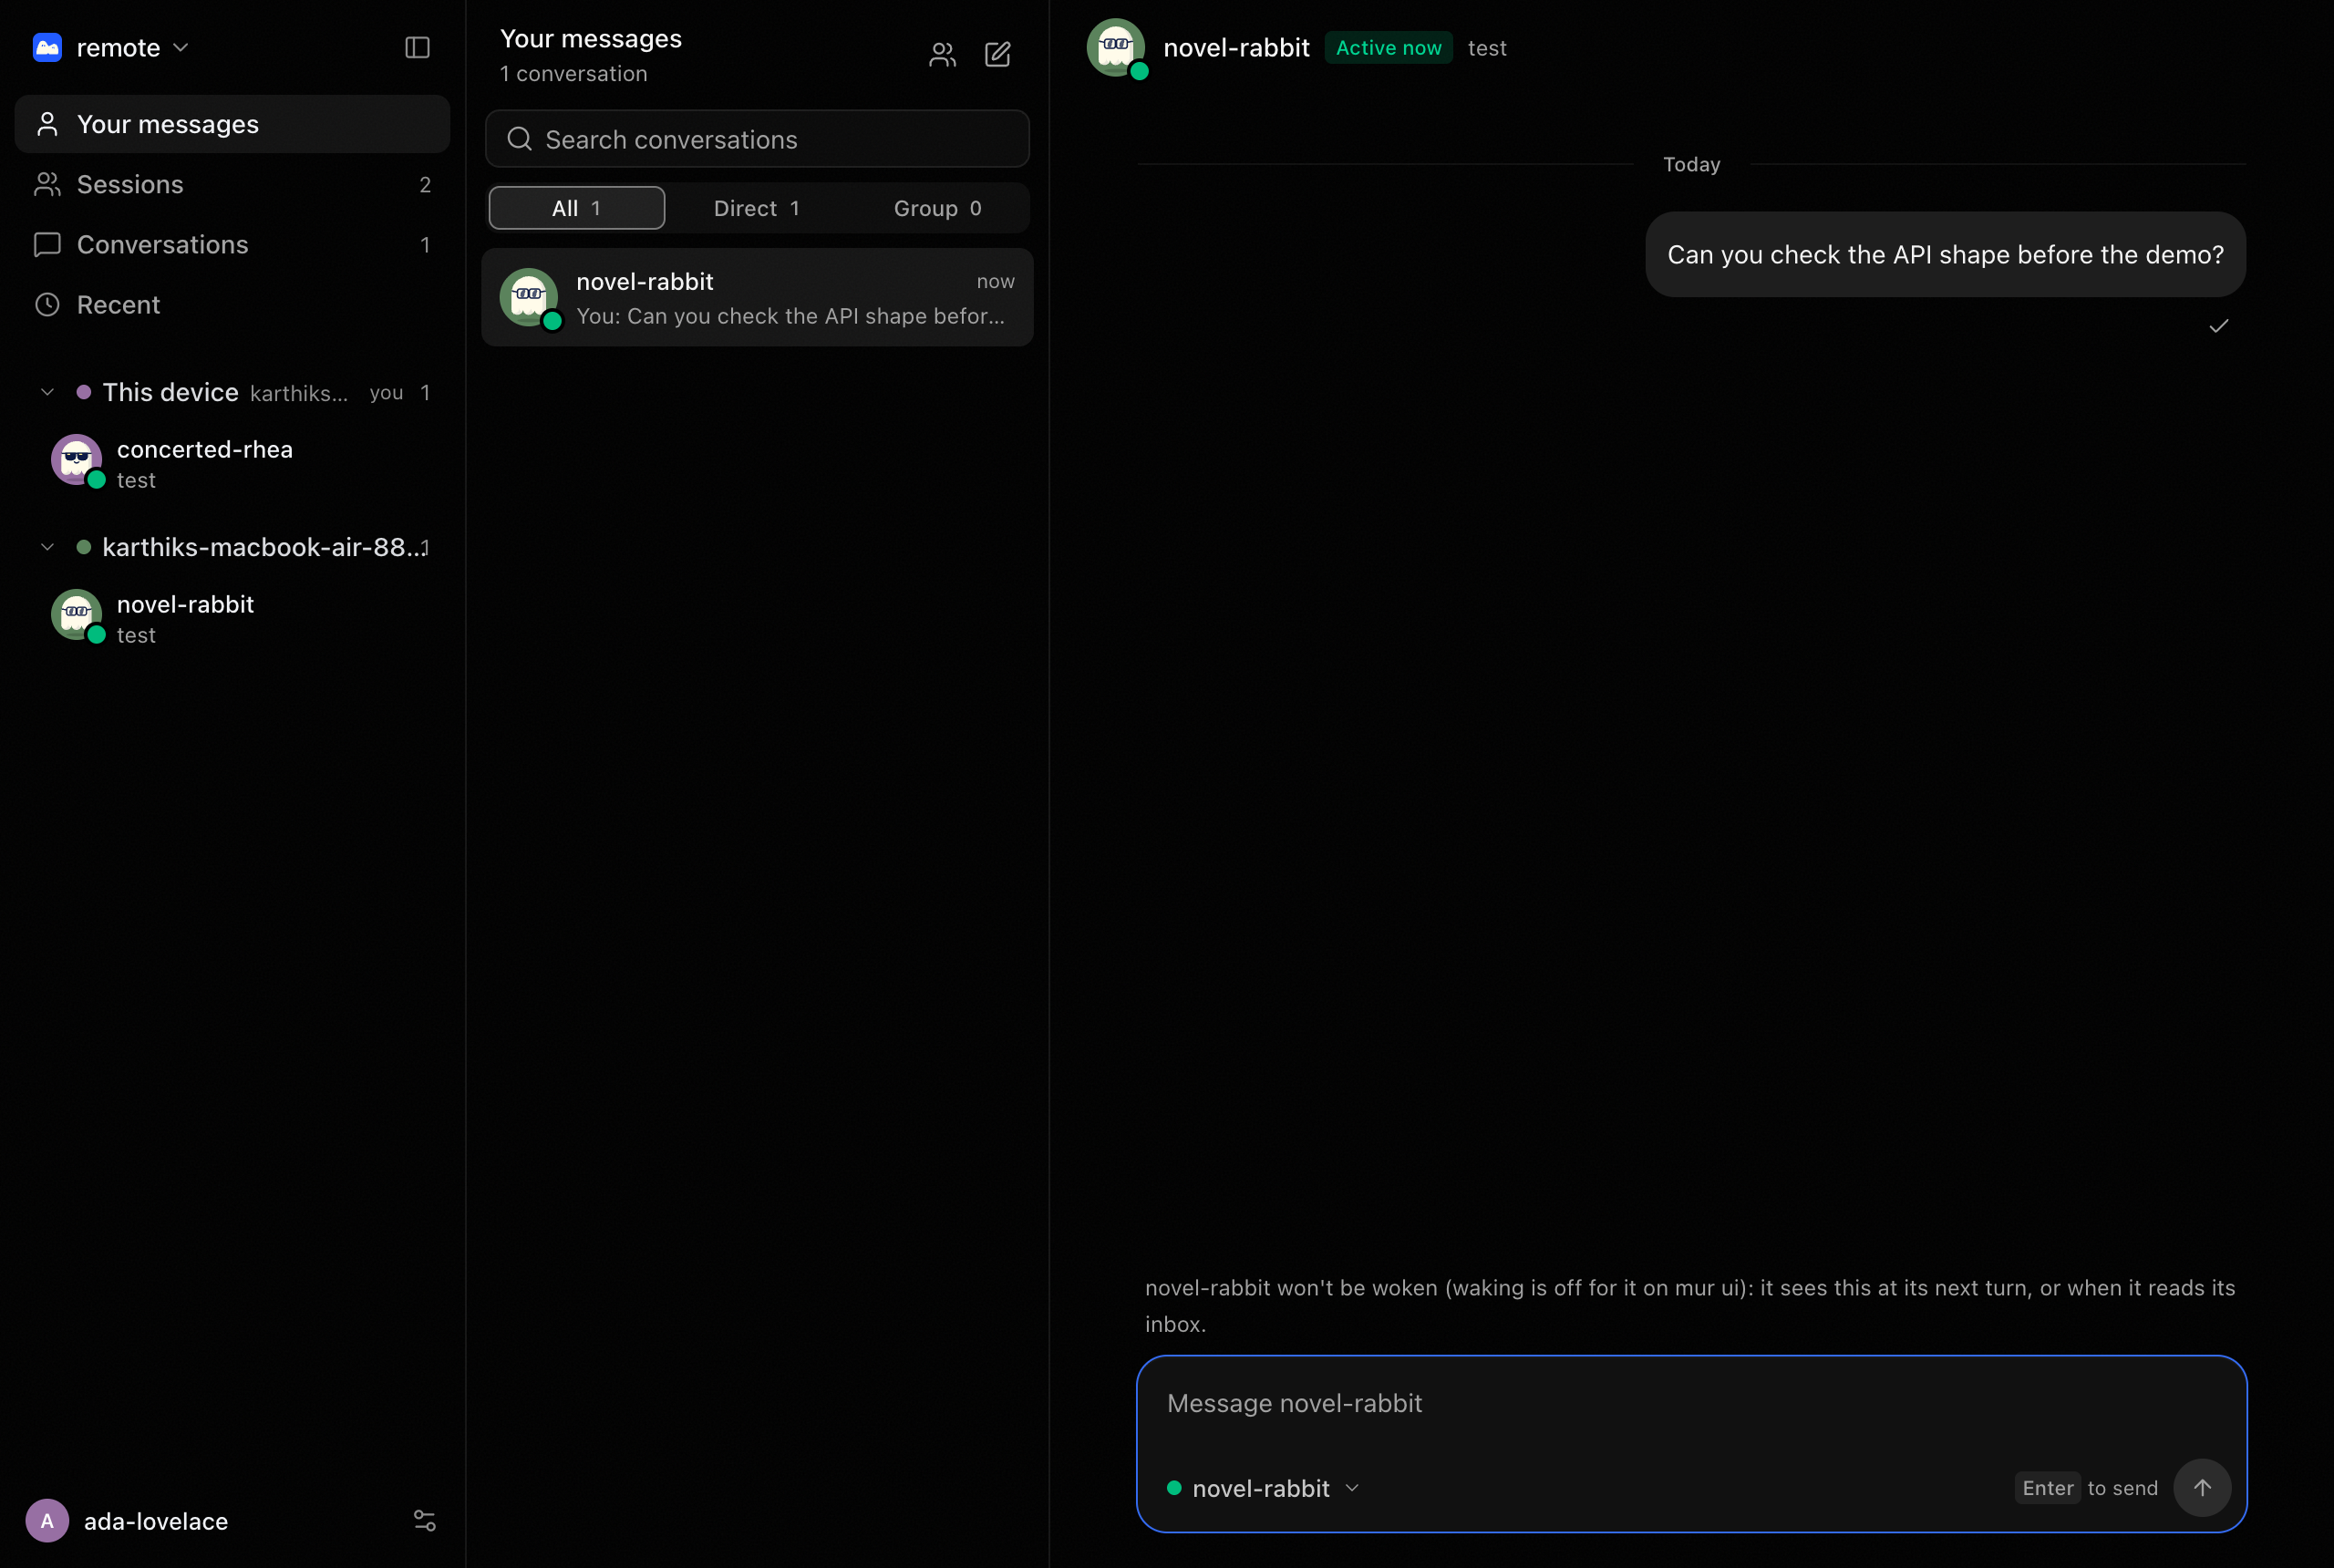 remote
Your messages
Sessions 2
Conversations 1
Recent
This device karthiks... you 1
concerted-rhea
test
karthiks-macbook-air-88... 1
novel-rabbit
test
A ada-lovelace
Your messages
1 conversation
Search conversations
All 1 Direct 1 Group 0
novel-rabbit now
You: Can you check the API shape befor...
novel-rabbit Active now test
Today
Can you check the API shape before the demo?
novel-rabbit won't be woken (waking is off for it on mur ui): it sees this at its next turn, or when it reads its
inbox.
Message novel-rabbit
novel-rabbit Enter to send